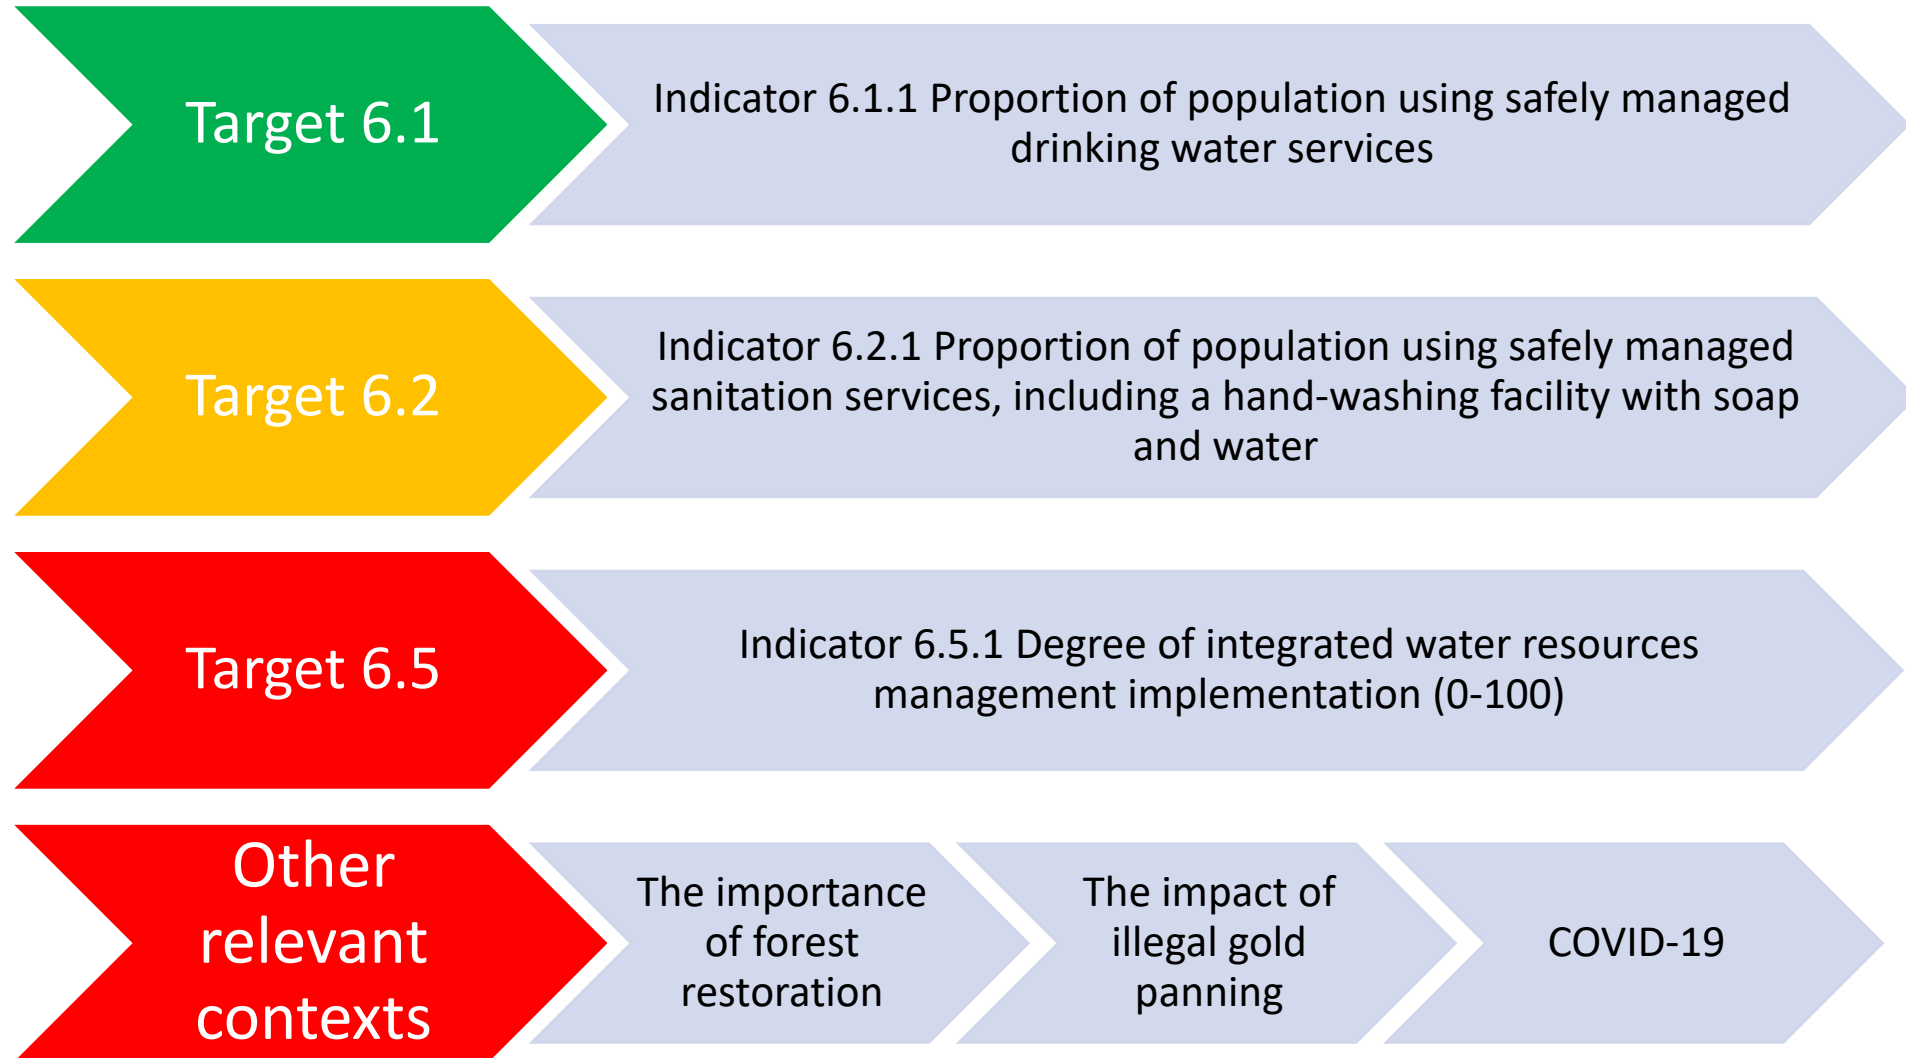 Target 6.1
Indicator 6.1.1 Proportion of population using safely managed
drinking water services
Target 6.2
Indicator 6.2.1 Proportion of population using safely managed
sanitation services, including a hand-washing facility with soap
and water
Target 6.5
Indicator 6.5.1 Degree of integrated water resources
management implementation (0-100)
Other
relevant
contexts
The importance
of forest
restoration
The impact of
illegal gold
panning
COVID-19